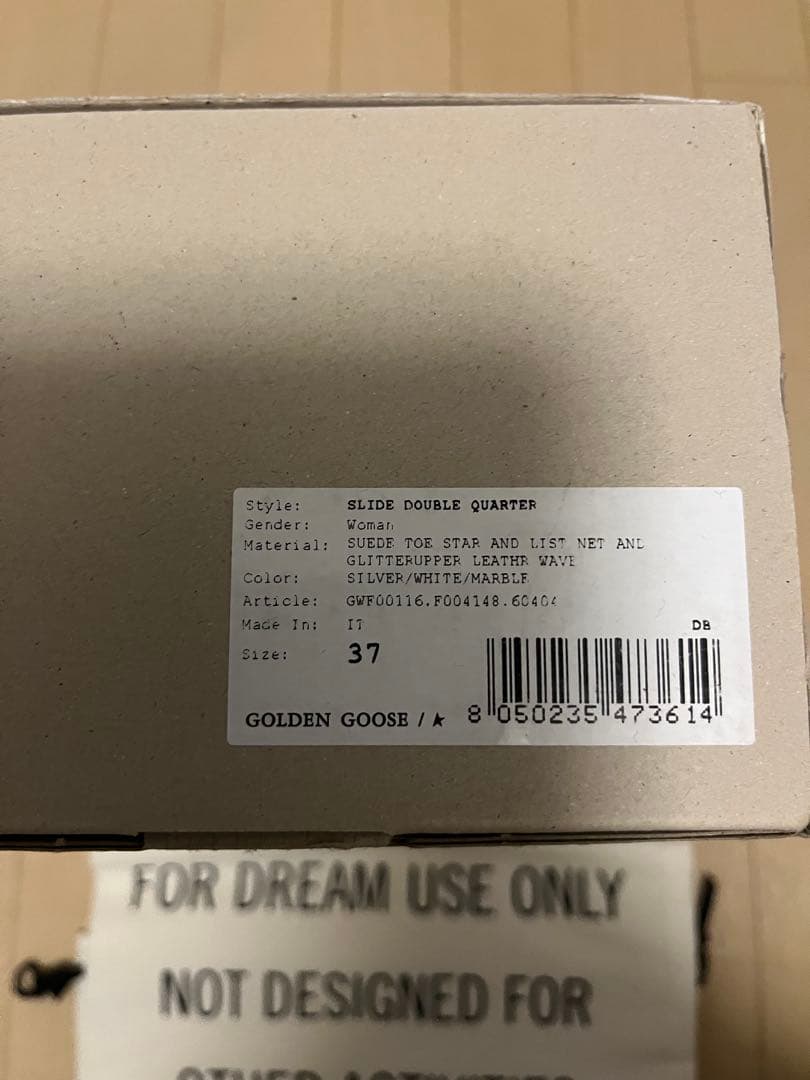 Style: SLIDE DOUBLE QUARTER
Gender: Woman
Material: SUEDE TOE STAR AND LIST NET AND
GLITTERUPPER LEATHR WAVE
Color: SILVER/WHITE/MARBLE
Article: GWF00116.F004148.60404
Made In: IT
DB
Size: 37
GOLDEN GOOSE / ★
8 050235 473614
FOR DREAM USE ONLY
NOT DESIGNED FOR